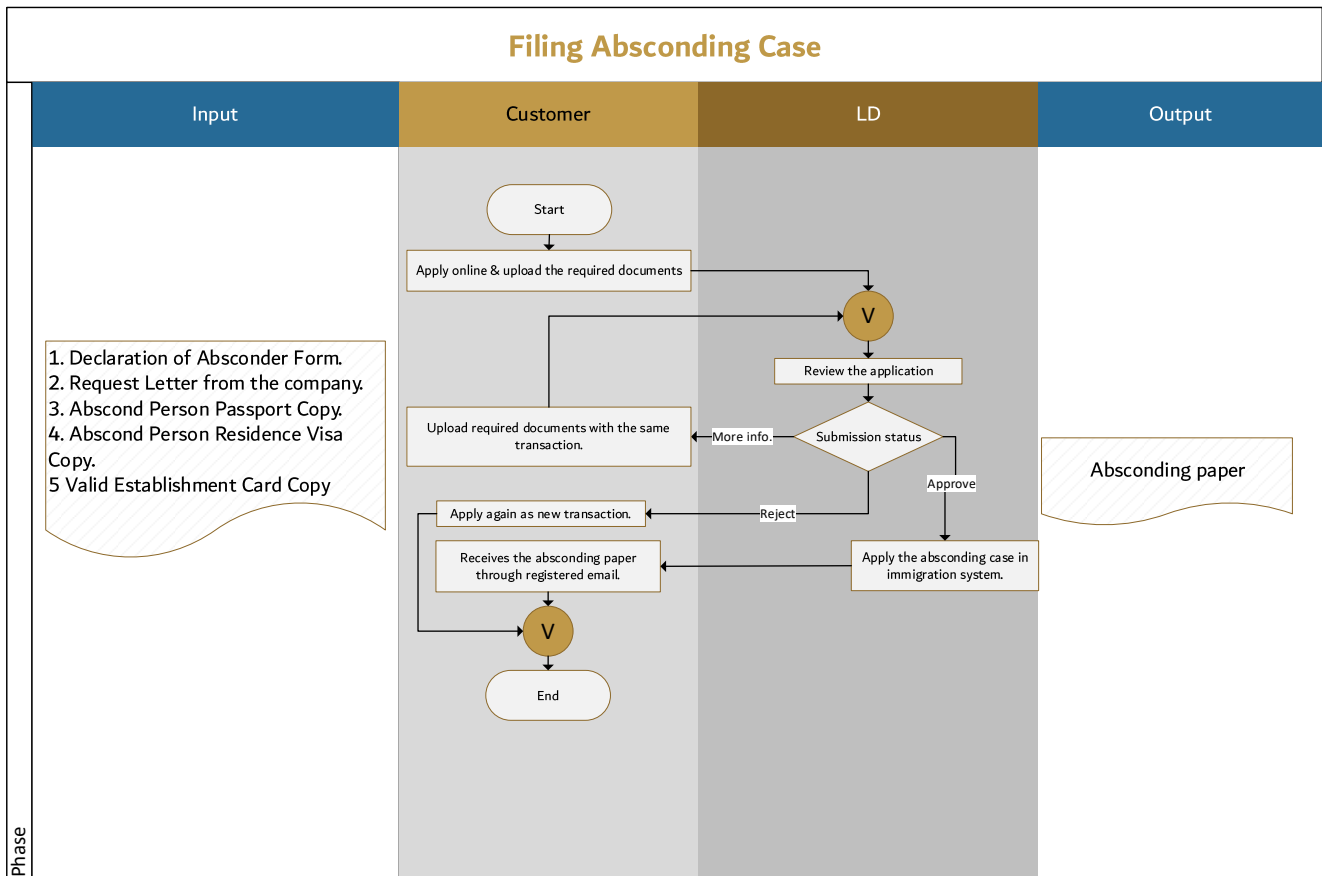 Filing Absconding Case
Input
Customer
LD
Output
Start
Apply online & upload the required documents
V
Review the application
1. Declaration of Absconder Form.
2. Request Letter from the company.
3. Abscond Person Passport Copy.
4. Abscond Person Residence Visa
Copy.
5 Valid Establishment Card Copy
Upload required documents with the same
transaction.
More info.
Submission status
Approve
Absconding paper
Apply again as new transaction.
Reject
Receives the absconding paper
through registered email.
Apply the absconding case in
immigration system.
V
End
Phase